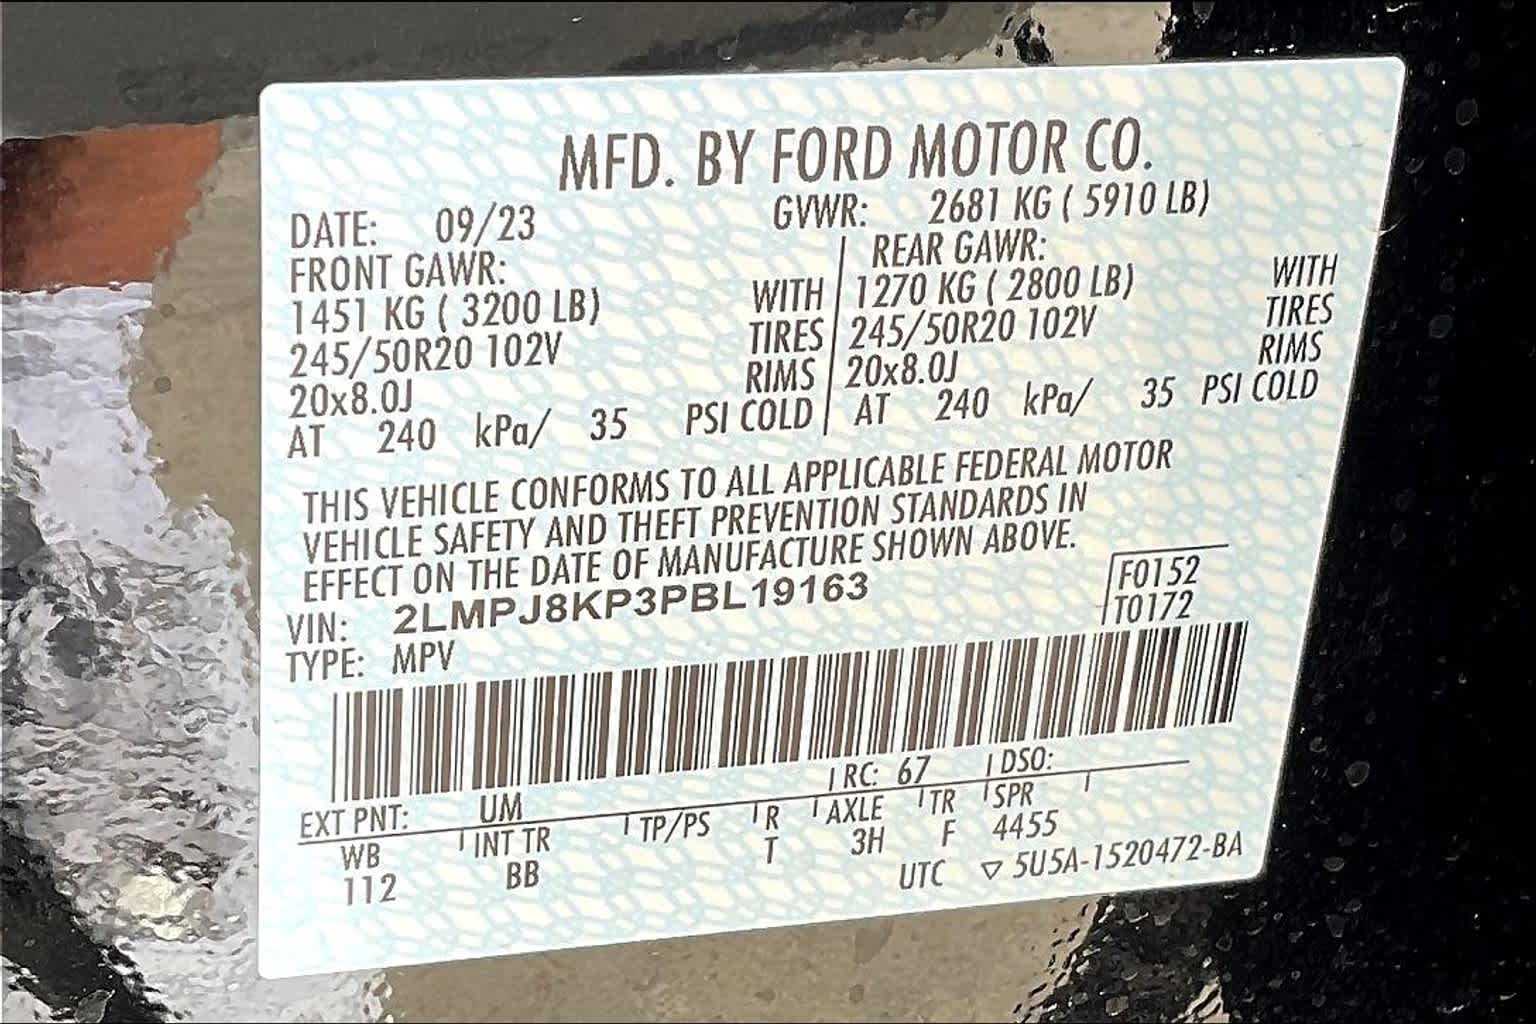 MFD. BY FORD MOTOR CO.
DATE: 09/23 GVWR: 2681 KG ( 5910 LB)
FRONT GAWR: REAR GAWR:
1451 KG ( 3200 LB) WITH 1270 KG ( 2800 LB) WITH
245/50R20 102V TIRES 245/50R20 102V TIRES
20x8.0J RIMS 20x8.0J RIMS
AT 240 kPa/ 35 PSI COLD AT 240 kPa/ 35 PSI COLD
THIS VEHICLE CONFORMS TO ALL APPLICABLE FEDERAL MOTOR
VEHICLE SAFETY AND THEFT PREVENTION STANDARDS IN
EFFECT ON THE DATE OF MANUFACTURE SHOWN ABOVE.
VIN: 2LMPJ8KP3PBL19163 F0152
TYPE: MPV T0172
EXT PNT: UM RC: 67 DSO:
WB INT TR TP/PS R AXLE TR SPR
112 BB T 3H F 4455
UTC ▽ 5U5A-1520472-BA